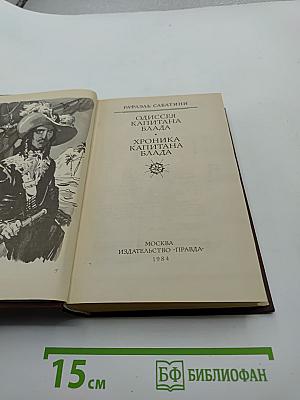 РАФАЭЛЬ САБАТИНИ
ОДИССЕЯ
КАПИТАНА
БЛАДА
•
ХРОНИКА
КАПИТАНА
БЛАДА
МОСКВА
ИЗДАТЕЛЬСТВО «ПРАВДА»
1984
15 см
БФ БИБЛИОФАН